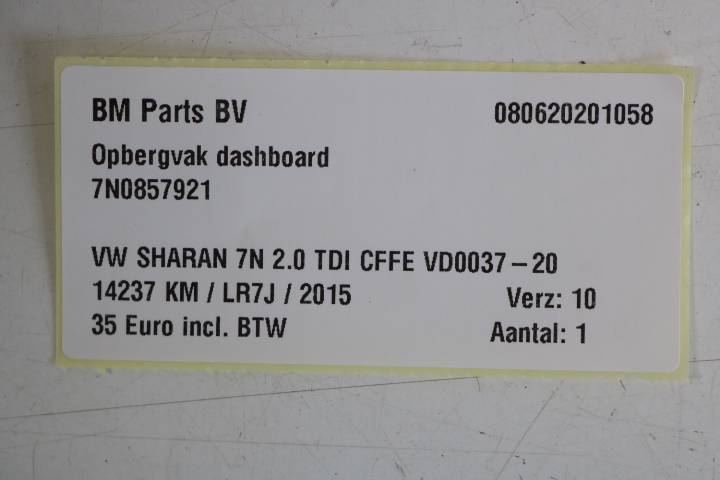 BM Parts BV 080620201058
Opbergvak dashboard
7N0857921
VW SHARAN 7N 2.0 TDI CFFE VD0037-20
14237 KM / LR7J / 2015 Verz: 10
35 Euro incl. BTW Aantal: 1